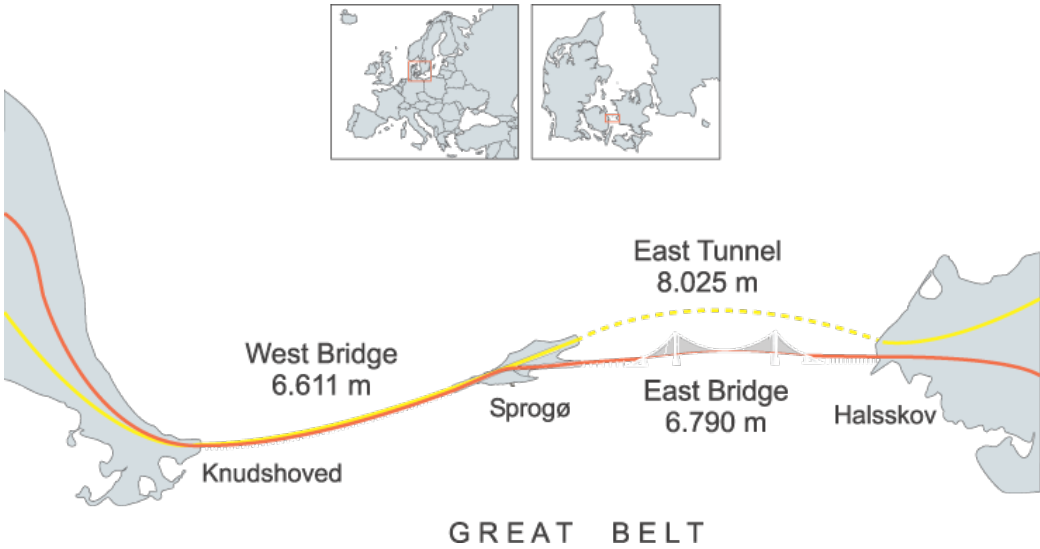 East Tunnel
8.025 m
West Bridge
6.611 m
East Bridge
6.790 m
Sprogø
Halsskov
Knudshoved
GREAT BELT